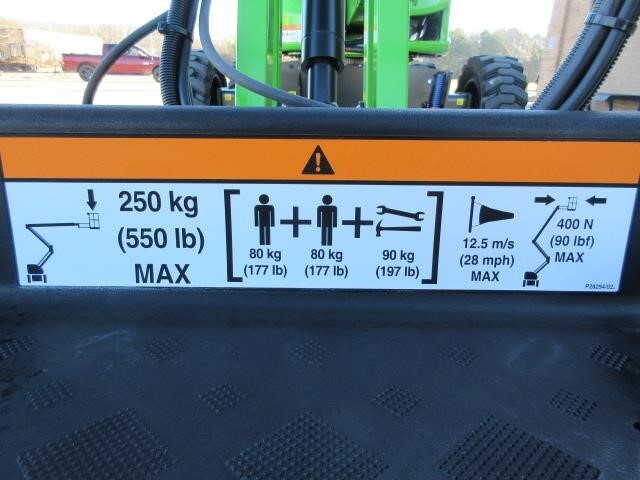 250 kg
(550 lb)
MAX
80 kg
(177 lb)
80 kg
(177 lb)
90 kg
(197 lb)
12.5 m/s
(28 mph)
MAX
400 N
(90 lbf)
MAX
P28294/02.